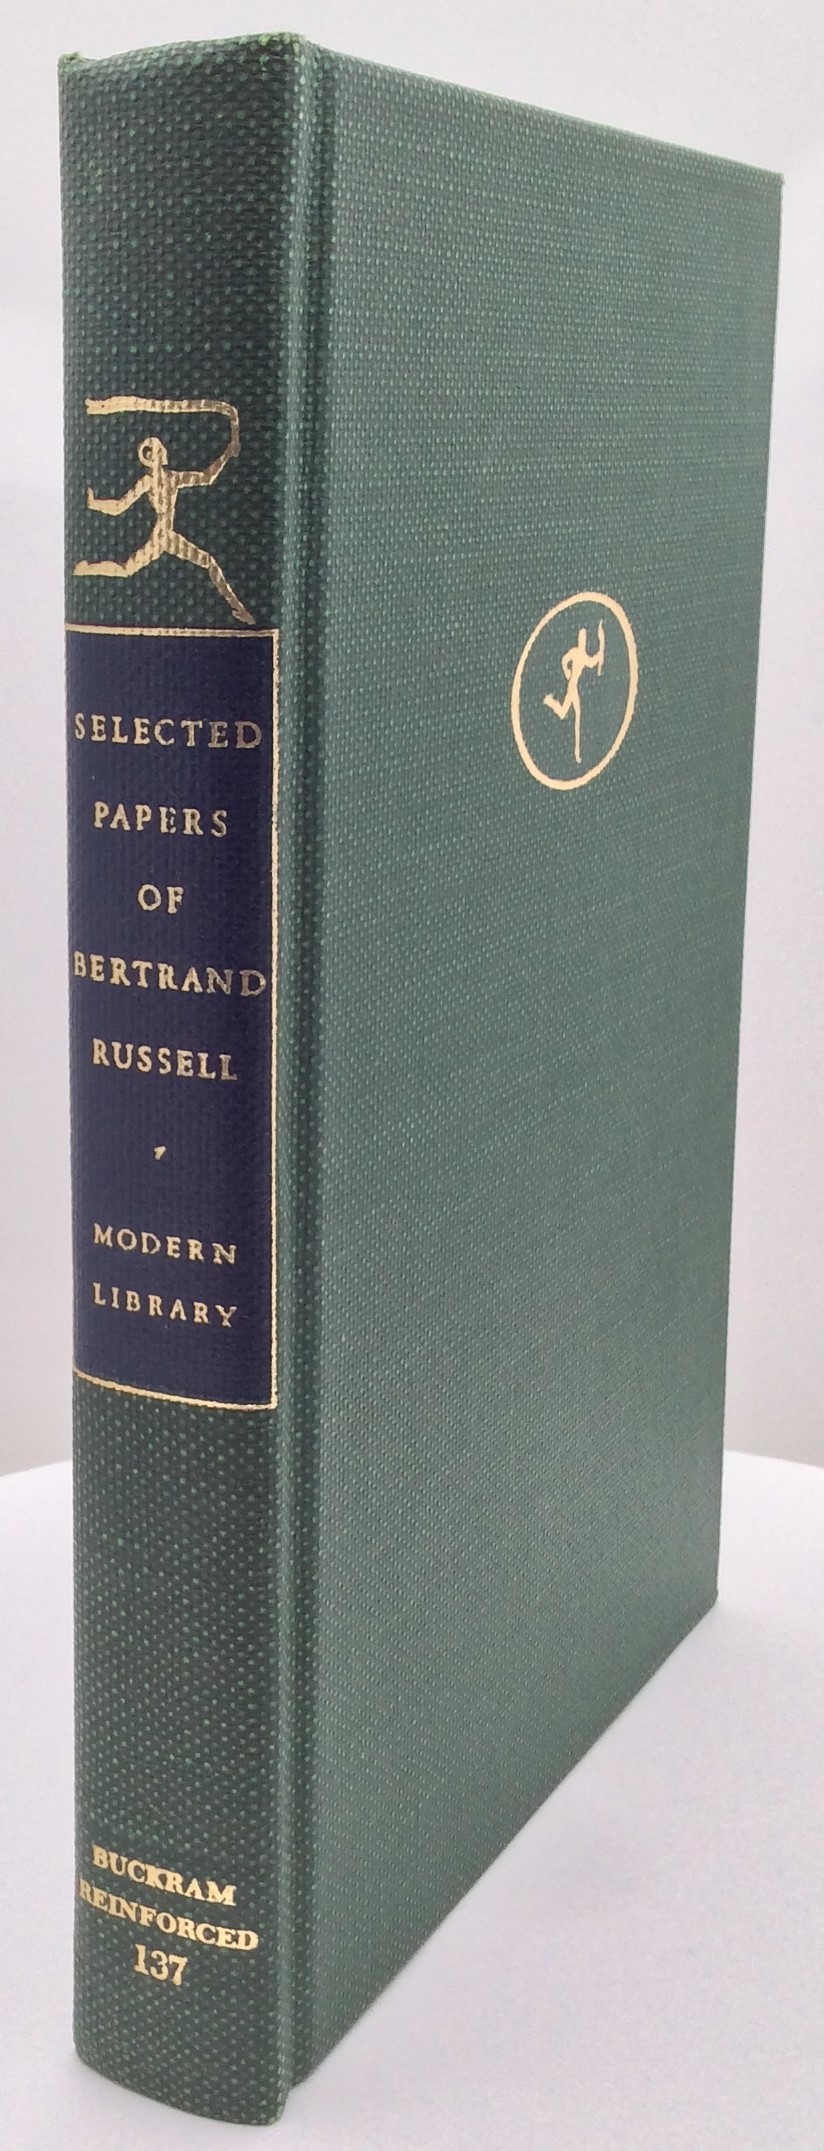 SELECTED
PAPERS
OF
BERTRAND
RUSSELL
MODERN
LIBRARY
BUCKRAM
REINFORCED
137